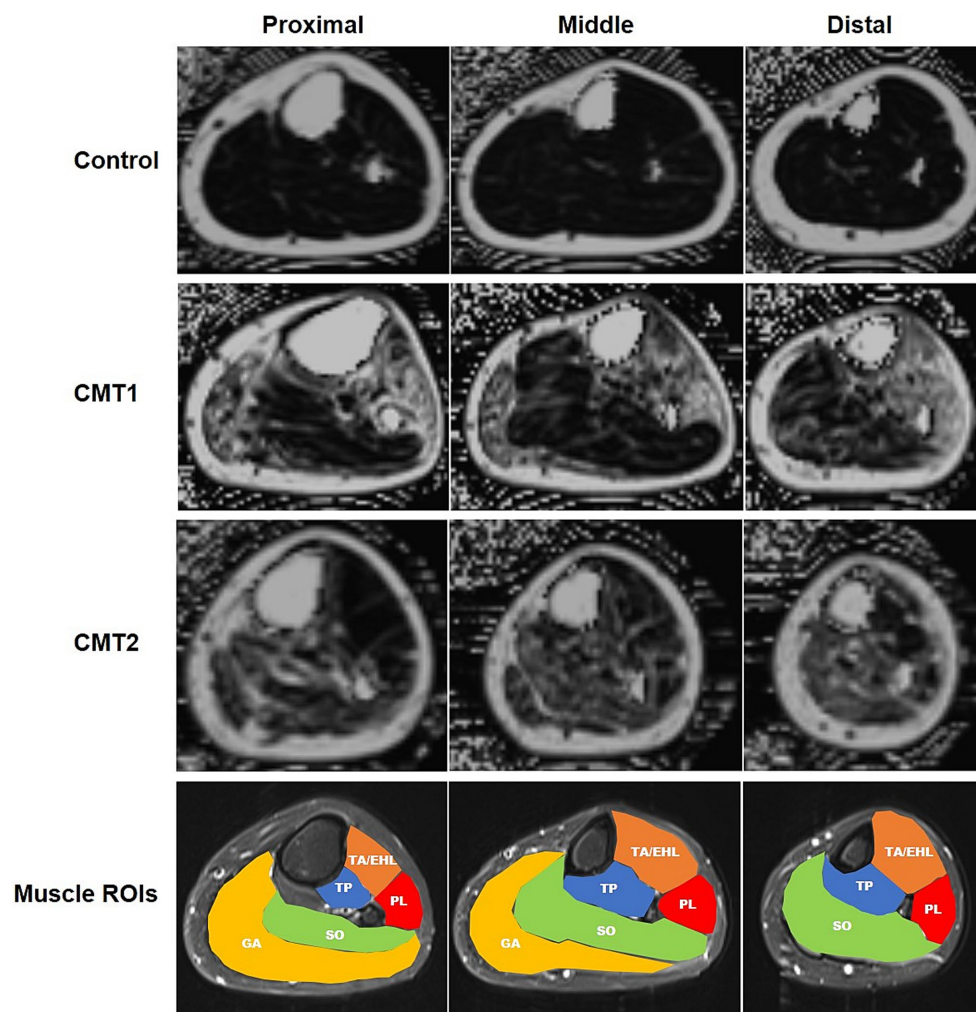 Proximal Middle Distal
Control
CMT1
CMT2
Muscle ROIs
TA/EHL
TP
PL
SO
GA
TA/EHL
TP
PL
SO
GA
TA/EHL
TP
PL
SO